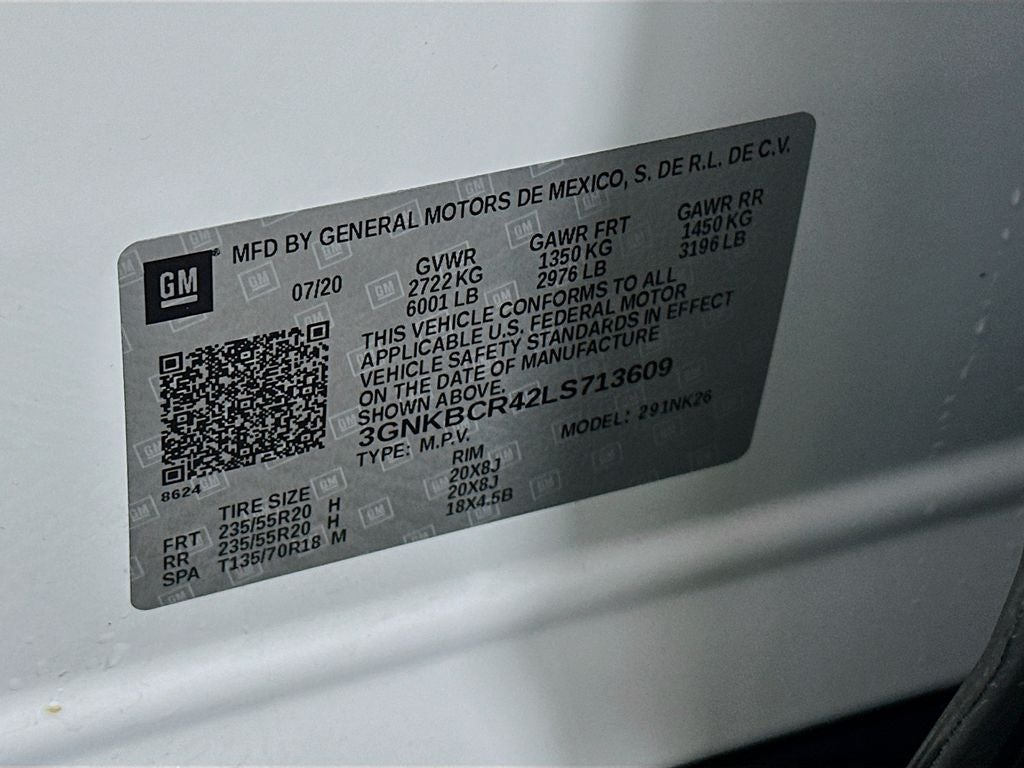 MFD BY GENERAL MOTORS DE MEXICO, S. DE R.L. DE C.V.
GM
07/20
GVWR GAWR FRT GAWR RR
2722 KG 1350 KG 1450 KG
6001 LB 2976 LB 3196 LB
THIS VEHICLE CONFORMS TO ALL
APPLICABLE U.S. FEDERAL MOTOR
VEHICLE SAFETY STANDARDS IN EFFECT
ON THE DATE OF MANUFACTURE
SHOWN ABOVE.
3GNKBCR42LS713609
TYPE: M.P.V. MODEL: 291NK26
8624
TIRE SIZE RIM
FRT 235/55R20 H 20X8J
RR 235/55R20 H 20X8J
SPA T135/70R18 M 18X4.5B